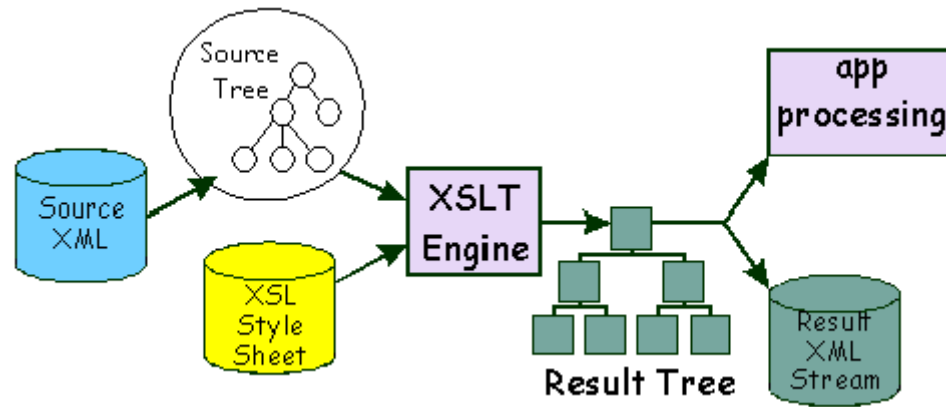 Source
Tree
Source
XML
XSL
Style
Sheet
XSLT
Engine
Result Tree
app
processing
Result
XML
Stream